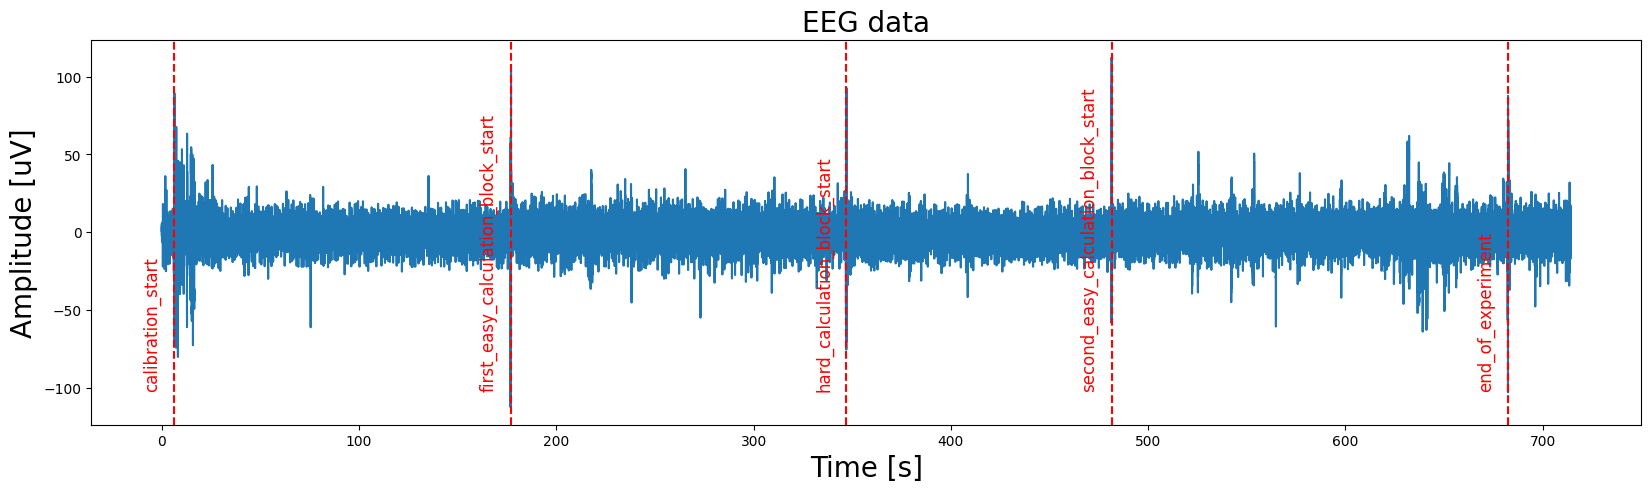 EEG data
Amplitude [uV]
100
50
0
−50
−100
calibration_start
first_easy_calculation_block_start
hard_calculation_block_start
second_easy_calculation_block_start
end_of_experiment
0
100
200
300
400
500
600
700
Time [s]